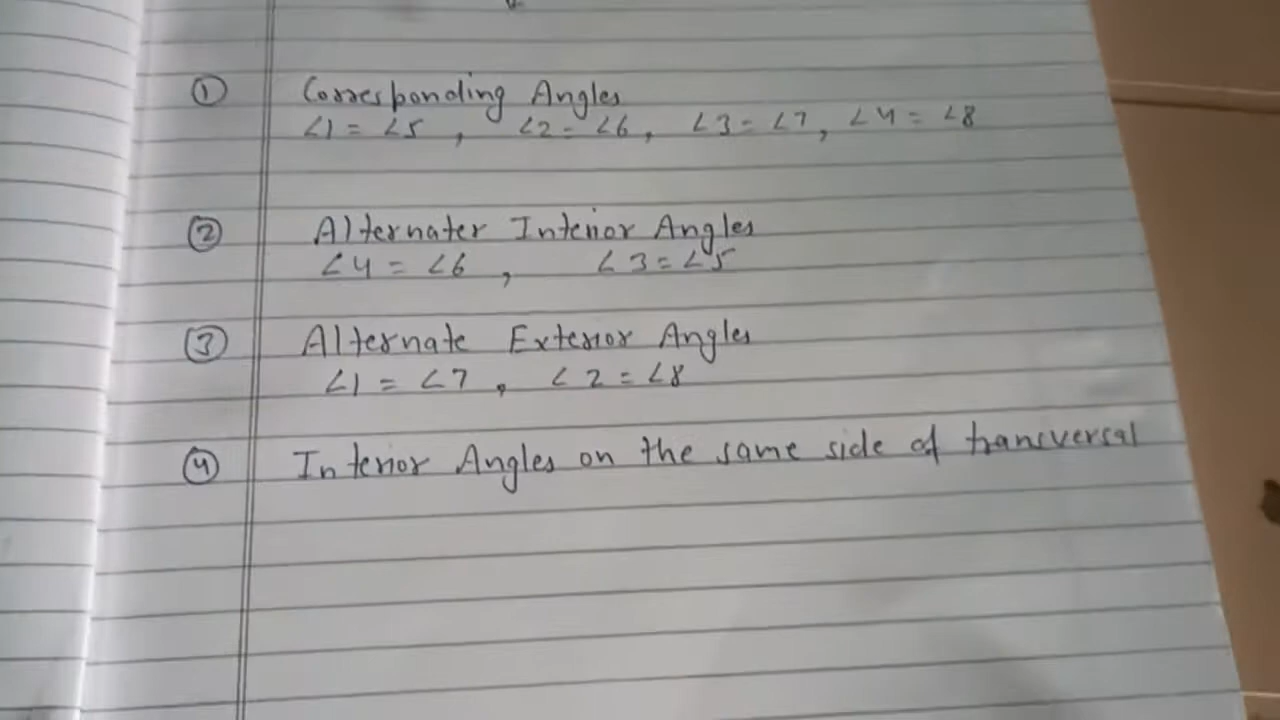 ① Corresponding Angles
∠1 = ∠5 , ∠2 = ∠6 , ∠3 = ∠7 , ∠4 = ∠8
② Alternater Interior Angles
∠4 = ∠6 , ∠3 = ∠5
③ Alternate Exterior Angles
∠1 = ∠7 , ∠2 = ∠8
④ Interior Angles on the same side of transversal